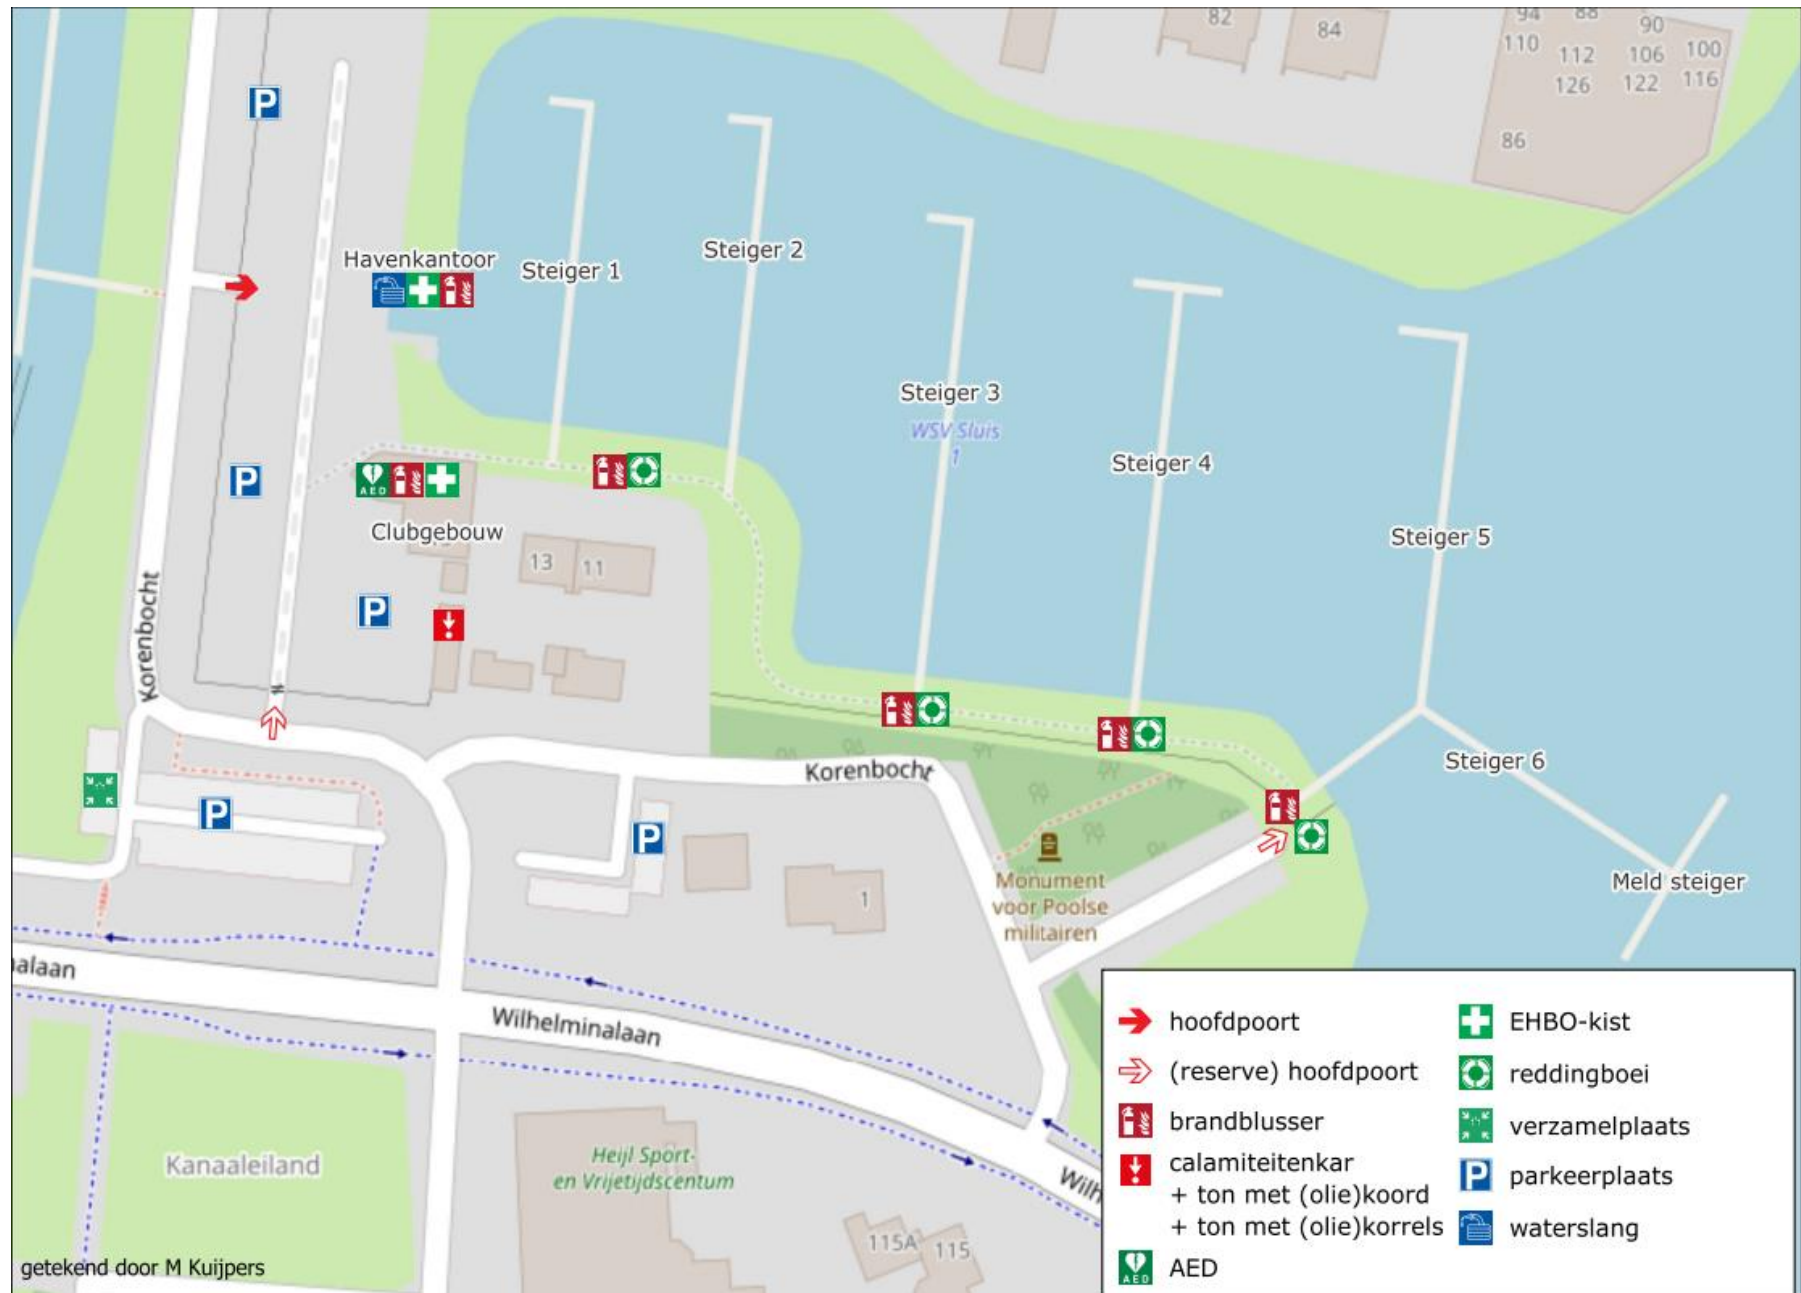 82
84
94
88
90
110
112
106
100
126
122
116
86
P
Havenkantoor
Steiger 1
Steiger 2
Steiger 3
WSV Sluis
1
Steiger 4
Steiger 5
P
AED
Clubgebouw
13
11
P
Korenbocht
Korenbocht
Steiger 6
P
P
1
Monument
voor Poolse
militairen
Meld steiger
alaan
Wilhelminalaan
Wilh
Kanaaleiland
Heijl Sport-
en Vrijetijdscentum
115A
115
getekend door M Kuijpers
hoofdpoort
(reserve) hoofdpoort
brandblusser
calamiteitenkar
+ ton met (olie)koord
+ ton met (olie)korrels
AED
AED
EHBO-kist
reddingboei
verzamelplaats
P
parkeerplaats
waterslang